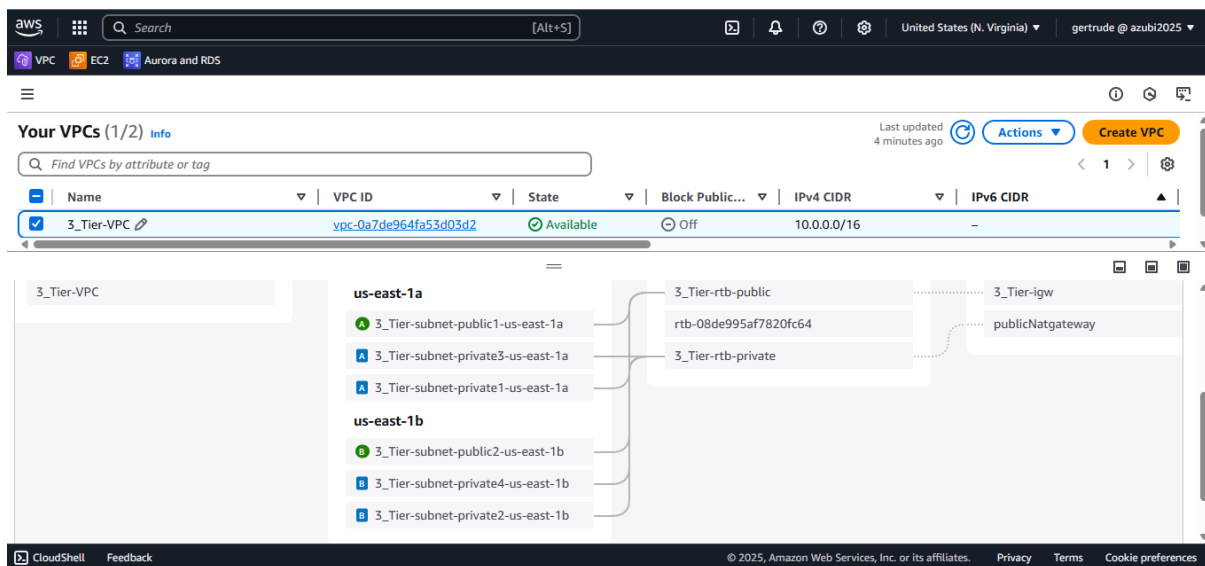 aws
Search [Alt+S] United States (N. Virginia) ▼ gertrude @ azubi2025 ▼
VPC EC2 Aurora and RDS
Your VPCs (1/2) Info
Last updated
4 minutes ago
Actions ▼
Create VPC
Find VPCs by attribute or tag
1
Name VPC ID State Block Public... IPv4 CIDR IPv6 CIDR
3_Tier-VPC vpc-0a7de964fa53d03d2 Available Off 10.0.0.0/16 –
3_Tier-VPC
us-east-1a
A 3_Tier-subnet-public1-us-east-1a
A 3_Tier-subnet-private3-us-east-1a
A 3_Tier-subnet-private1-us-east-1a
us-east-1b
B 3_Tier-subnet-public2-us-east-1b
B 3_Tier-subnet-private4-us-east-1b
B 3_Tier-subnet-private2-us-east-1b
3_Tier-rtb-public
rtb-08de995af7820fc64
3_Tier-rtb-private
3_Tier-igw
publicNatgateway
CloudShell Feedback © 2025, Amazon Web Services, Inc. or its affiliates. Privacy Terms Cookie preferences